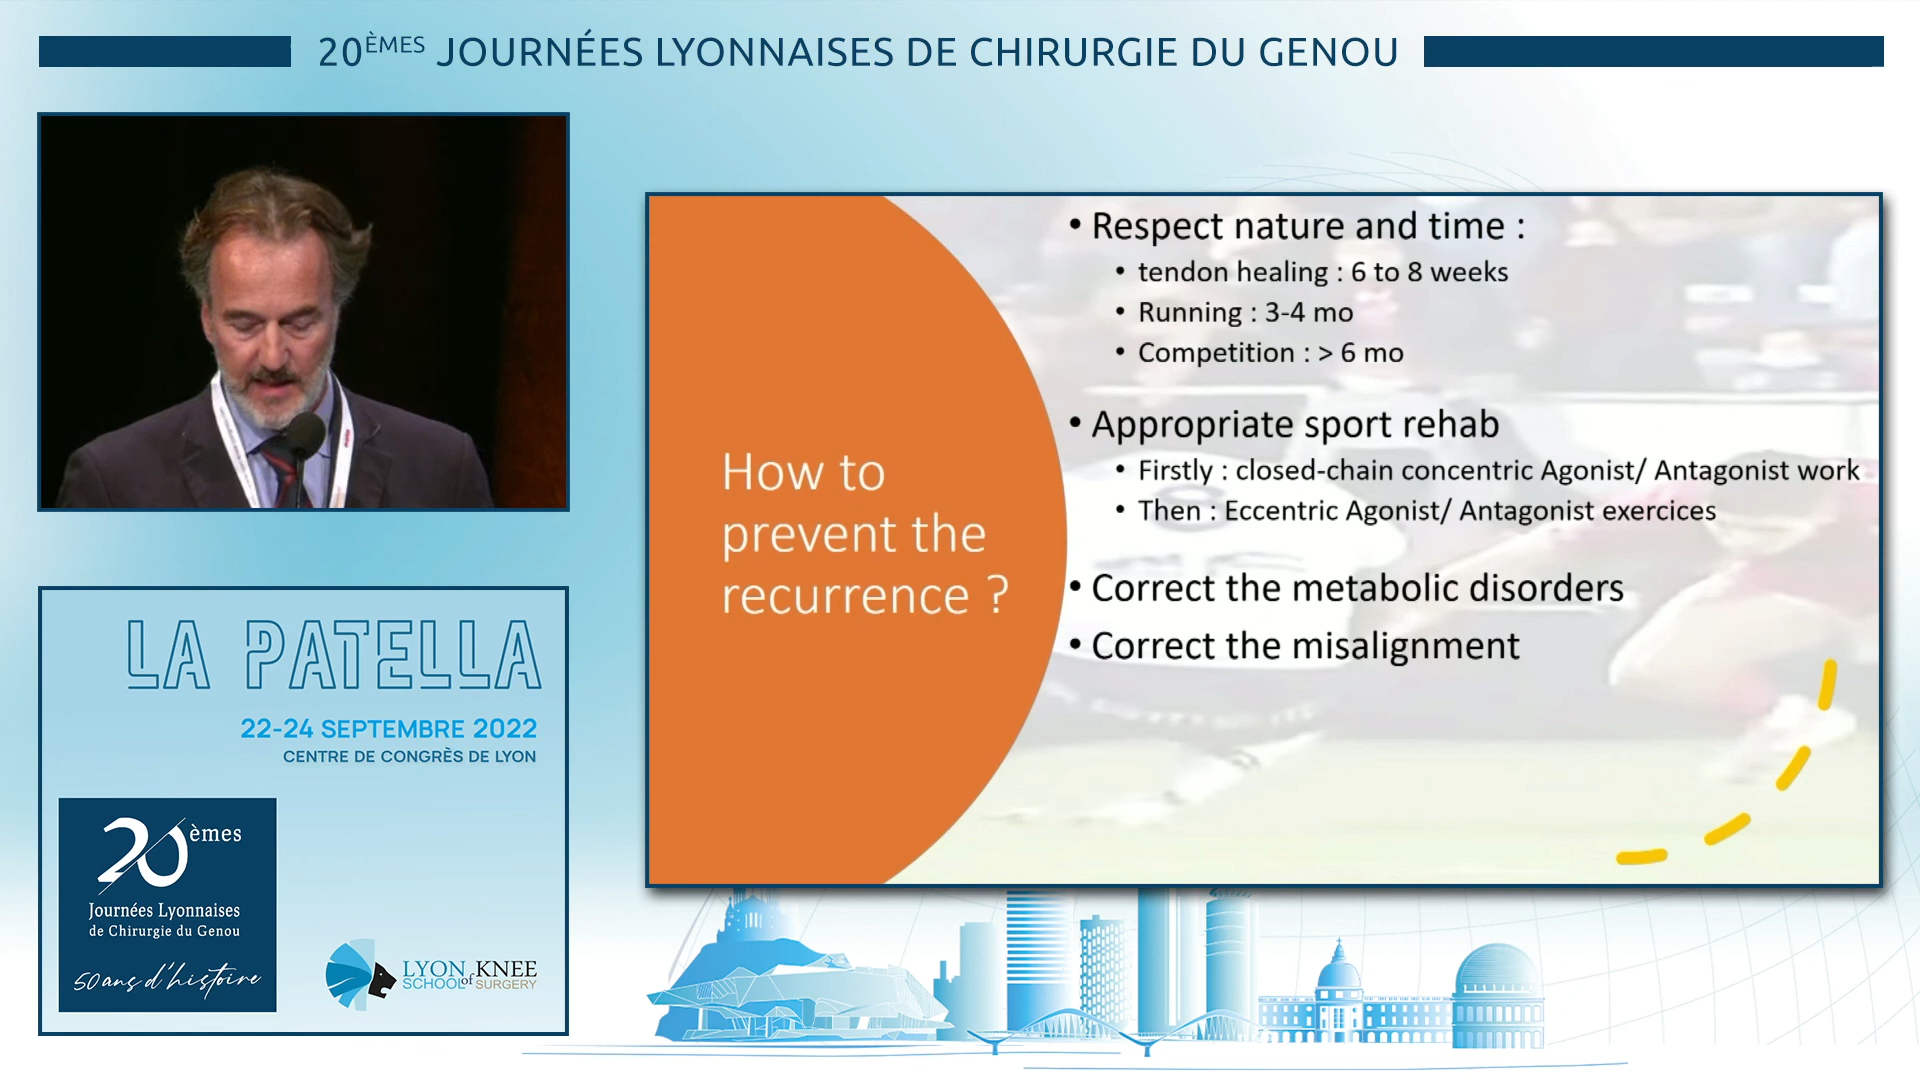 20ÈMES JOURNÉES LYONNAISES DE CHIRURGIE DU GENOU
How to
prevent the
recurrence ?
• Respect nature and time :
• tendon healing : 6 to 8 weeks
• Running : 3-4 mo
• Competition : > 6 mo
• Appropriate sport rehab
• Firstly : closed-chain concentric Agonist/ Antagonist work
• Then : Eccentric Agonist/ Antagonist exercices
• Correct the metabolic disorders
• Correct the misalignment
LA PATELLA
22-24 SEPTEMBRE 2022
CENTRE DE CONGRÈS DE LYON
20èmes
Journées Lyonnaises
de Chirurgie du Genou
50 ans d'histoire
LYON KNEE
SCHOOL of SURGERY